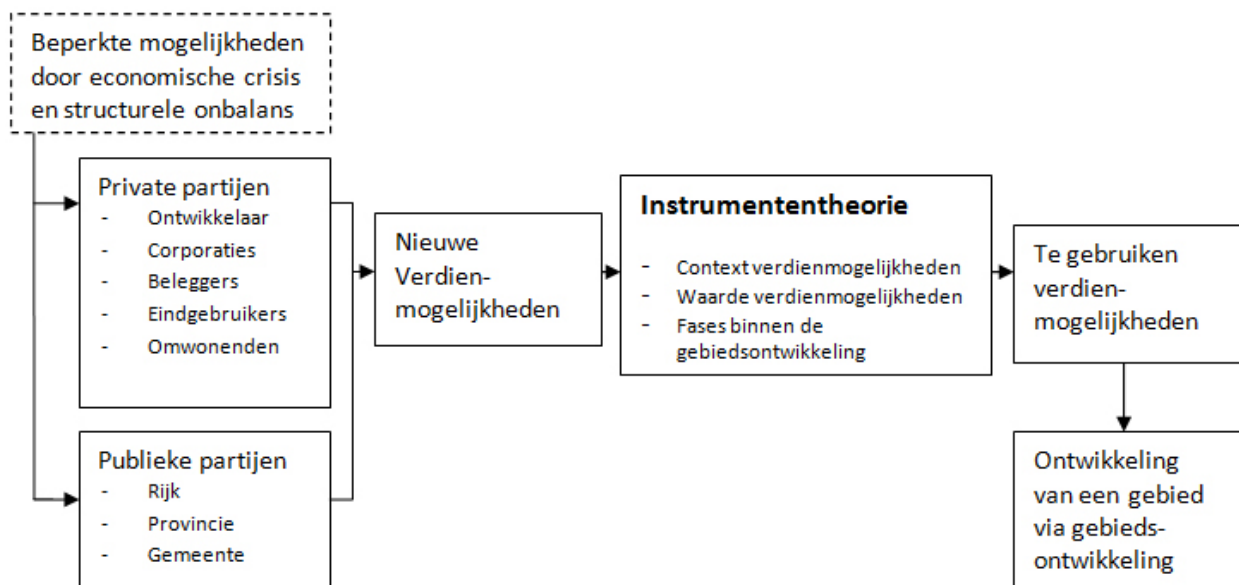 Beperkte mogelijkheden
door economische crisis
en structurele onbalans
Private partijen
- Ontwikkelaar
- Corporaties
- Beleggers
- Eindgebruikers
- Omwonenden
Publieke partijen
- Rijk
- Provincie
- Gemeente
Nieuwe
Verdien-
mogelijkheden
Instrumententheorie
- Context verdienmogelijkheden
- Waarde verdienmogelijkheden
- Fases binnen de
gebiedsontwikkeling
Te gebruiken
verdien-
mogelijkheden
Ontwikkeling
van een gebied
via gebieds-
ontwikkeling